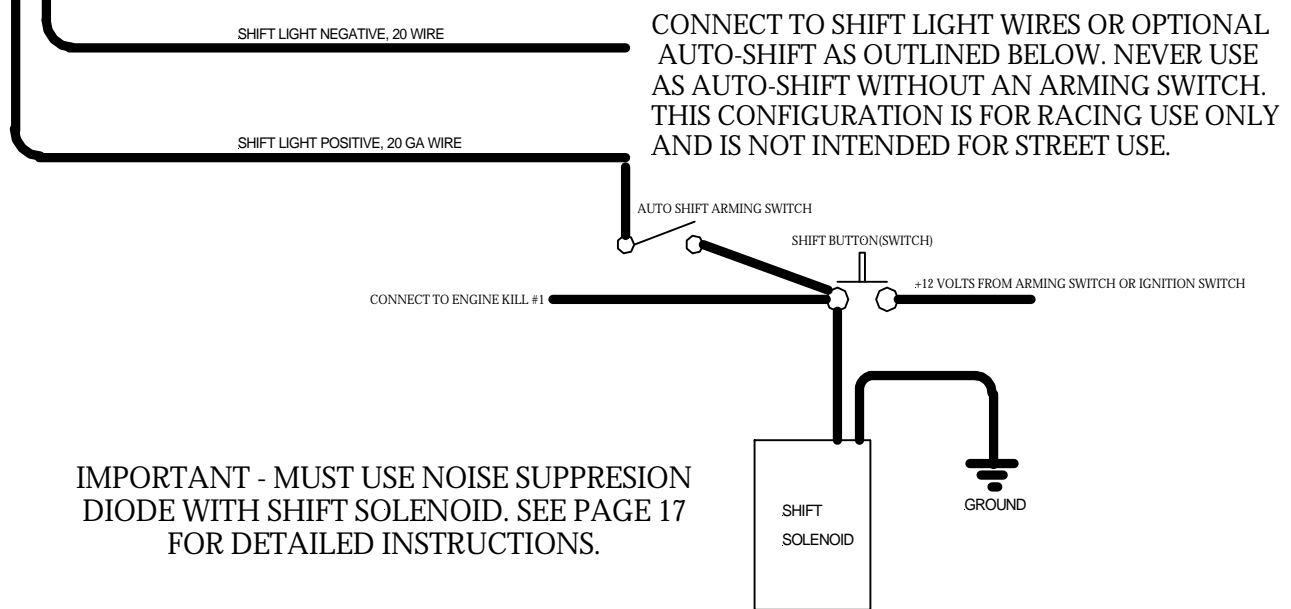 SHIFT LIGHT NEGATIVE, 20 WIRE
CONNECT TO SHIFT LIGHT WIRES OR OPTIONAL
AUTO-SHIFT AS OUTLINED BELOW. NEVER USE
AS AUTO-SHIFT WITHOUT AN ARMING SWITCH.
THIS CONFIGURATION IS FOR RACING USE ONLY
AND IS NOT INTENDED FOR STREET USE.
SHIFT LIGHT POSITIVE, 20 GA WIRE
AUTO SHIFT ARMING SWITCH
SHIFT BUTTON(SWITCH)
+12 VOLTS FROM ARMING SWITCH OR IGNITION SWITCH
CONNECT TO ENGINE KILL #1
IMPORTANT - MUST USE NOISE SUPPRESION
DIODE WITH SHIFT SOLENOID. SEE PAGE 17
FOR DETAILED INSTRUCTIONS.
SHIFT
SOLENOID
GROUND